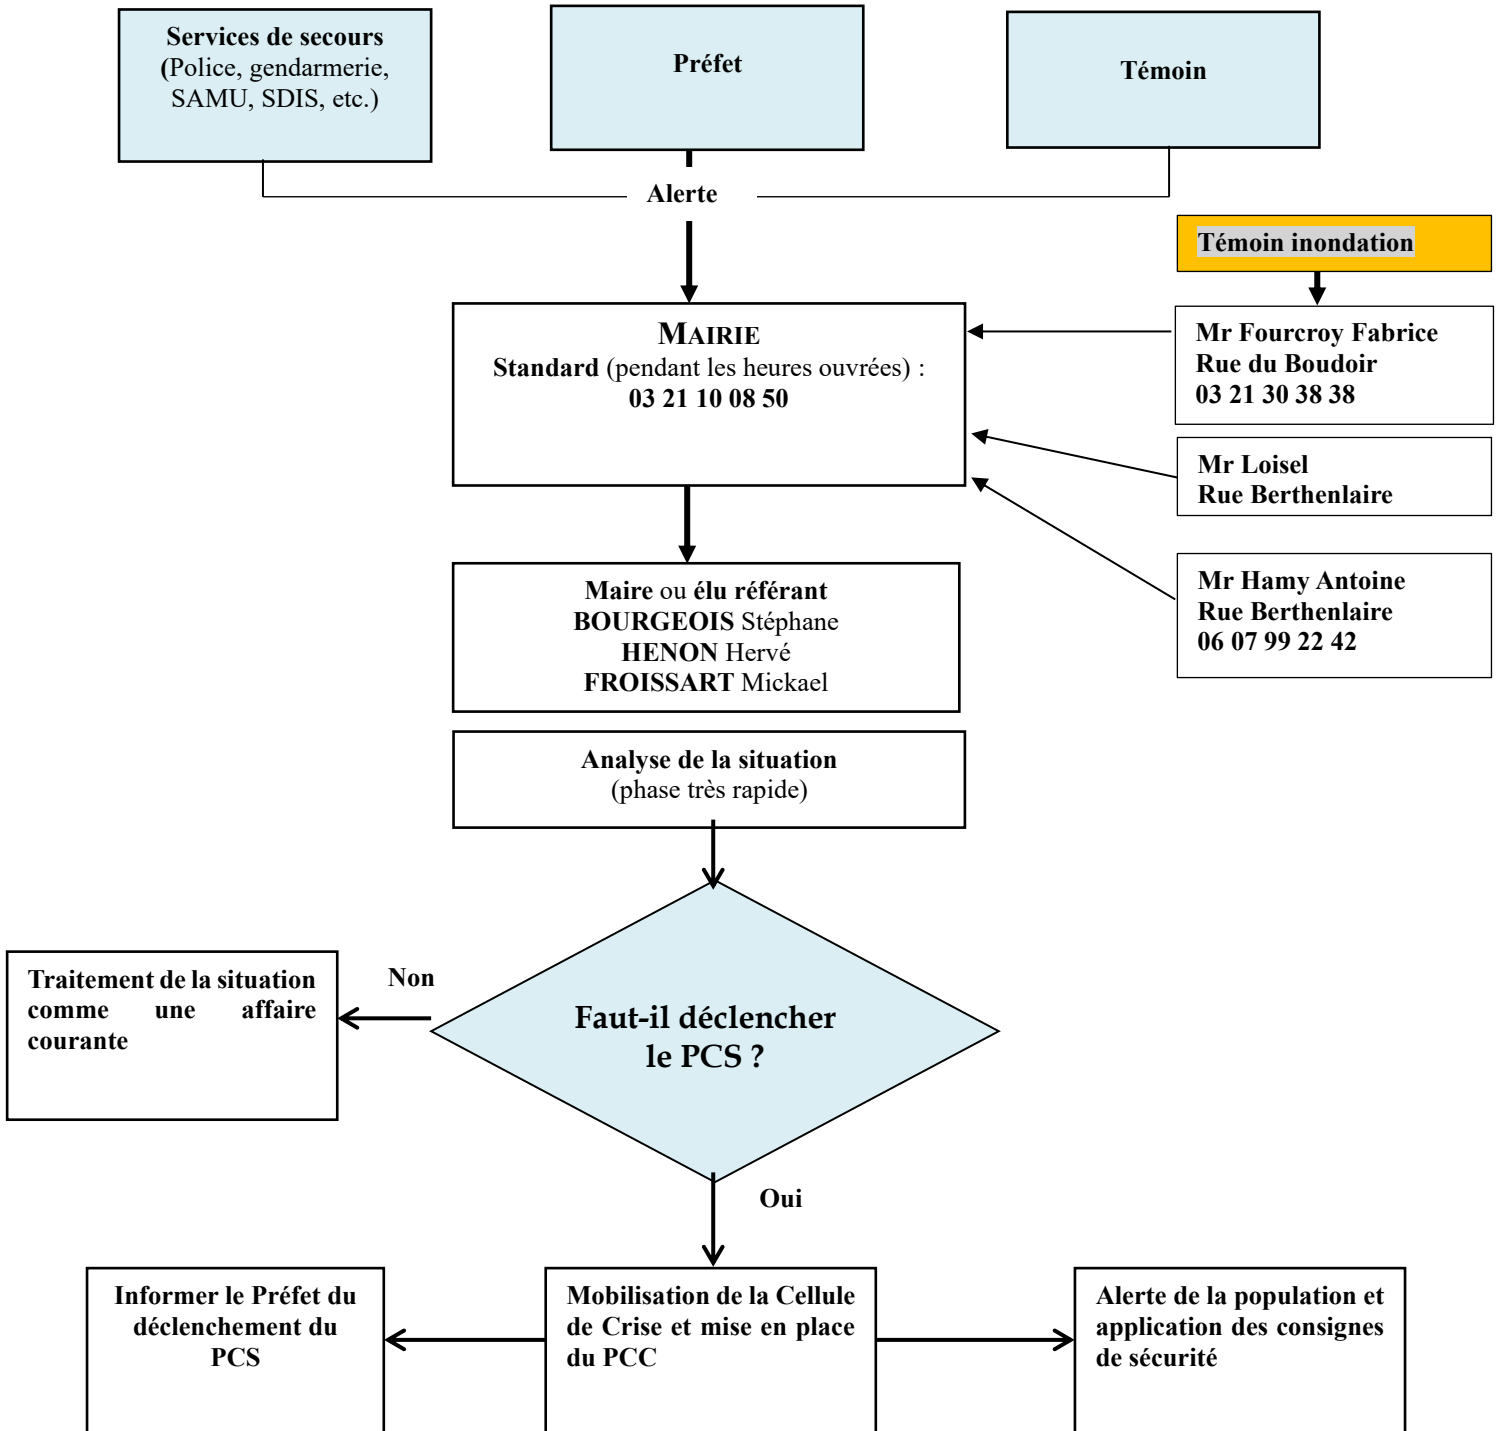 Services de secours
(Police, gendarmerie,
SAMU, SDIS, etc.)
Préfet
Témoin
Alerte
Témoin inondation
MAIRIE
Standard (pendant les heures ouvrées) :
03 21 10 08 50
Mr Fourcroy Fabrice
Rue du Boudoir
03 21 30 38 38
Mr Loisel
Rue Berthenlaire
Mr Hamy Antoine
Rue Berthenlaire
06 07 99 22 42
Maire ou élu référant
BOURGEOIS Stéphane
HENON Hervé
FROISSART Mickael
Analyse de la situation
(phase très rapide)
Faut-il déclencher
le PCS ?
Non
Traitement de la situation
comme une affaire
courante
Oui
Informer le Préfet du
déclenchement du
PCS
Mobilisation de la Cellule
de Crise et mise en place
du PCC
Alerte de la population et
application des consignes
de sécurité